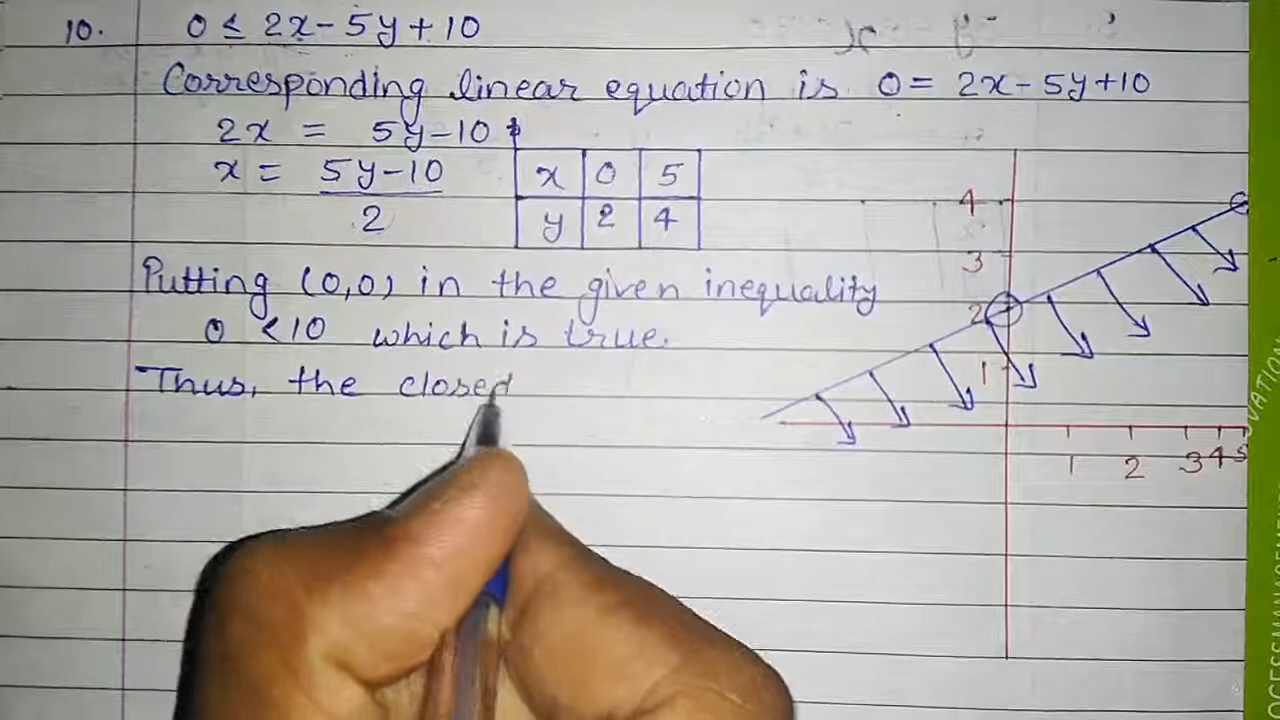 10. 0 ≤ 2x - 5y + 10
Corresponding linear equation is 0 = 2x - 5y + 10
2x = 5y - 10
x = 5y - 10
2
x 0 5
y 2 4
Putting (0,0) in the given inequality
0 < 10 which is true.
Thus, the closed
4
3
2
1
1 2 3 4 5